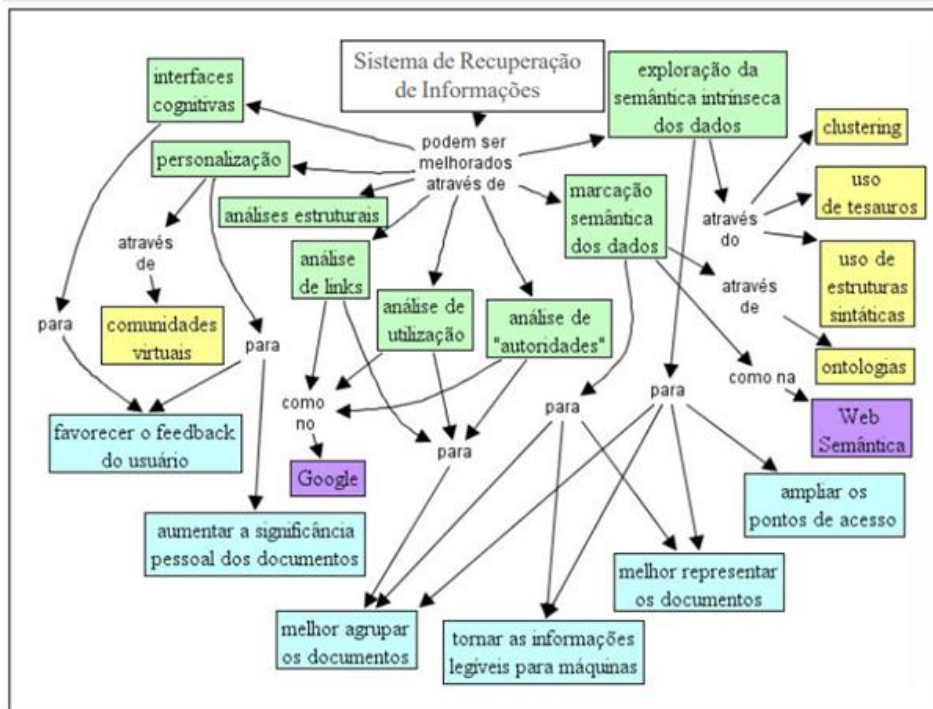 Sistema de Recuperação
de Informações
interfaces
cognitivas
exploração da
semântica intrínseca
dos dados
clustering
podem ser
melhorados
através de
personalização
uso
de tesauros
marcação
semântica
dos dados
análises estruturais
através
do
através
de
análise
de links
uso de
estruturas
sintáticas
através
de
análise de
utilização
análise de
"autoridades"
comunidades
virtuais
para
para
ontologias
como na
para
para
como
no
Web
Semântica
favorecer o feedback
do usuário
para
Google
ampliar os
pontos de acesso
aumentar a significância
pessoal dos documentos
melhor representar
os documentos
melhor agrupar
os documentos
tornar as informações
legíveis para máquinas